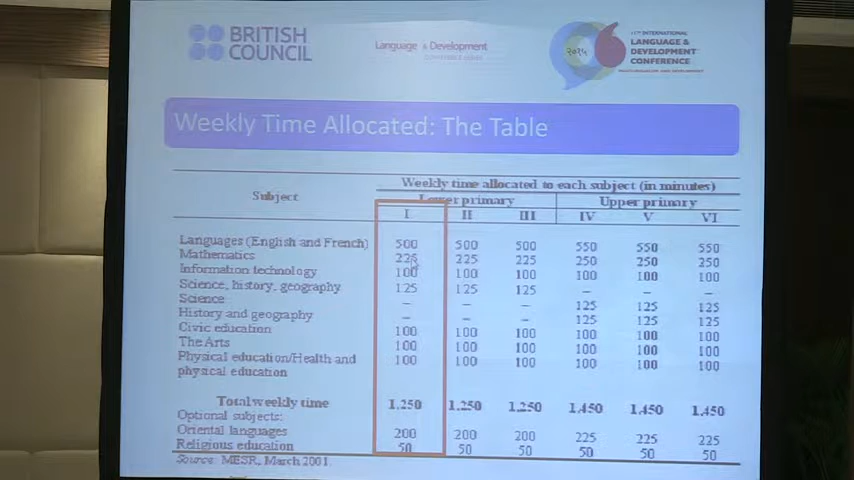 BRITISH
COUNCIL
Language & Development
CONFERENCE SERIES
२०१५
11TH INTERNATIONAL
LANGUAGE &
DEVELOPMENT
CONFERENCE
Weekly Time Allocated: The Table
Subject Weekly time allocated to each subject (in minutes)
Lower primary Upper primary
I II III IV V VI
Languages (English and French) 500 500 500 550 550 550
Mathematics 225 225 225 250 250 250
Information technology 100 100 100 100 100 100
Science, history, geography 125 125 125 – – –
Science – – – 125 125 125
History and geography – – – 125 125 125
Civic education 100 100 100 100 100 100
The Arts 100 100 100 100 100 100
Physical education/Health and 100 100 100 100 100 100
physical education
Total weekly time 1,250 1,250 1,250 1,450 1,450 1,450
Optional subjects:
Oriental languages 200 200 200 225 225 225
Religious education 50 50 50 50 50 50
Source: MESR, March 2001.